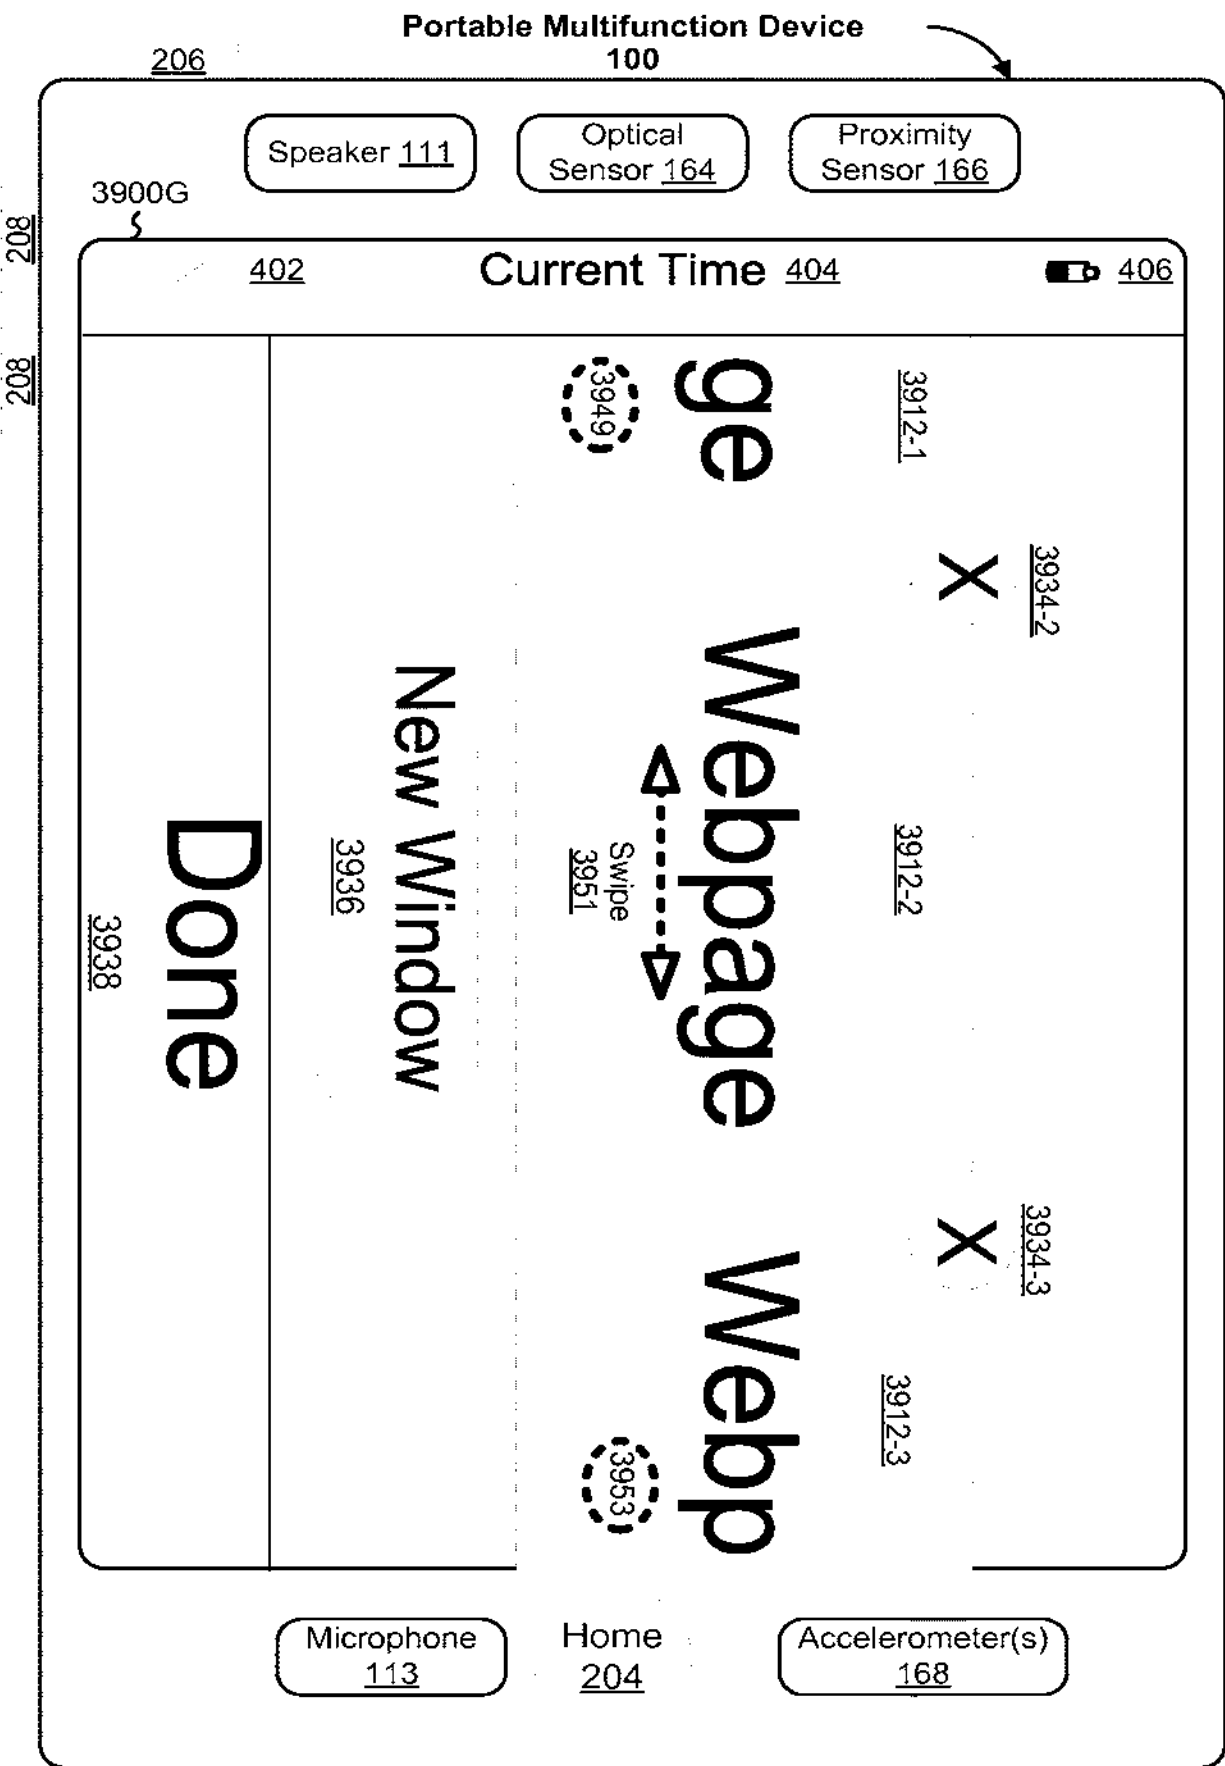 Portable Multifunction Device
100
206
Speaker 111
Optical
Sensor 164
Proximity
Sensor 166
3900G
208
208
402
Current Time 404
406
ge
3949
3912-1
X
3934-2
Webpage
3912-2
Swipe
3951
New Window
3936
Done
3938
X
3934-3
Webp
3912-3
3953
Microphone
113
Home
204
Accelerometer(s)
168